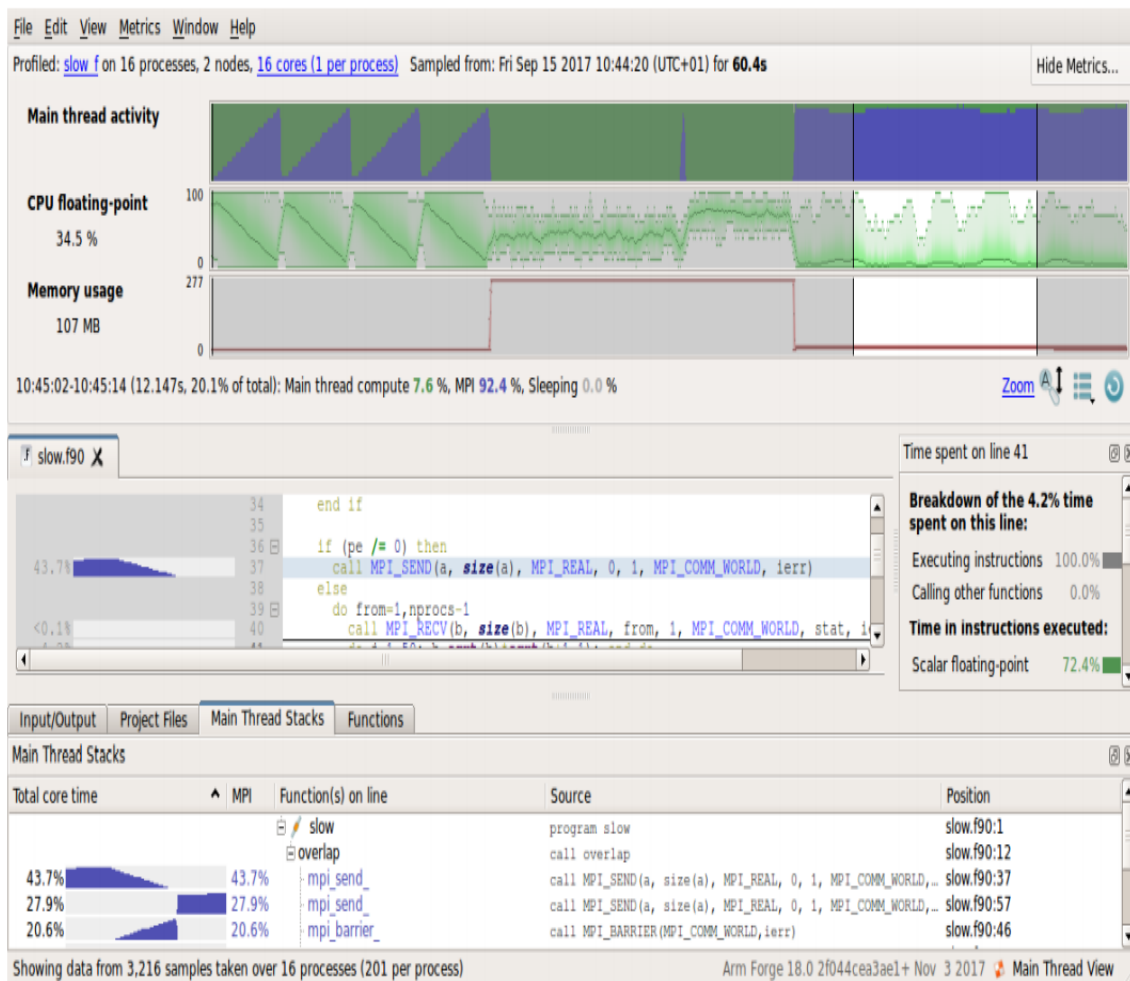 File Edit View Metrics Window Help
Profiled: slow f on 16 processes, 2 nodes, 16 cores (1 per process) Sampled from: Fri Sep 15 2017 10:44:20 (UTC+01) for 60.4s Hide Metrics...
Main thread activity
CPU floating-point
34.5 %
100
0
Memory usage
107 MB
277
0
10:45:02-10:45:14 (12.147s, 20.1% of total): Main thread compute 7.6 %, MPI 92.4 %, Sleeping 0.0 % Zoom
slow.f90 X
Time spent on line 41
34 end if
35
36 if (pe /= 0) then
43.7% 37 call MPI_SEND(a, size(a), MPI_REAL, 0, 1, MPI_COMM_WORLD, ierr)
38 else
39 do from=1,nprocs-1
<0.1% 40 call MPI_RECV(b, size(b), MPI_REAL, from, 1, MPI_COMM_WORLD, stat, i
Breakdown of the 4.2% time
spent on this line:
Executing instructions 100.0%
Calling other functions 0.0%
Time in instructions executed:
Scalar floating-point 72.4%
Input/Output Project Files Main Thread Stacks Functions
Main Thread Stacks
Total core time MPI Function(s) on line Source Position
slow program slow slow.f90:1
overlap call overlap slow.f90:12
43.7% 43.7% mpi_send_ call MPI_SEND(a, size(a), MPI_REAL, 0, 1, MPI_COMM_WORLD,... slow.f90:37
27.9% 27.9% mpi_send_ call MPI_SEND(a, size(a), MPI_REAL, 0, 1, MPI_COMM_WORLD,... slow.f90:57
20.6% 20.6% mpi_barrier_ call MPI_BARRIER(MPI_COMM_WORLD,ierr) slow.f90:46
Showing data from 3,216 samples taken over 16 processes (201 per process) Arm Forge 18.0 2f044cea3ae1+ Nov 3 2017 Main Thread View